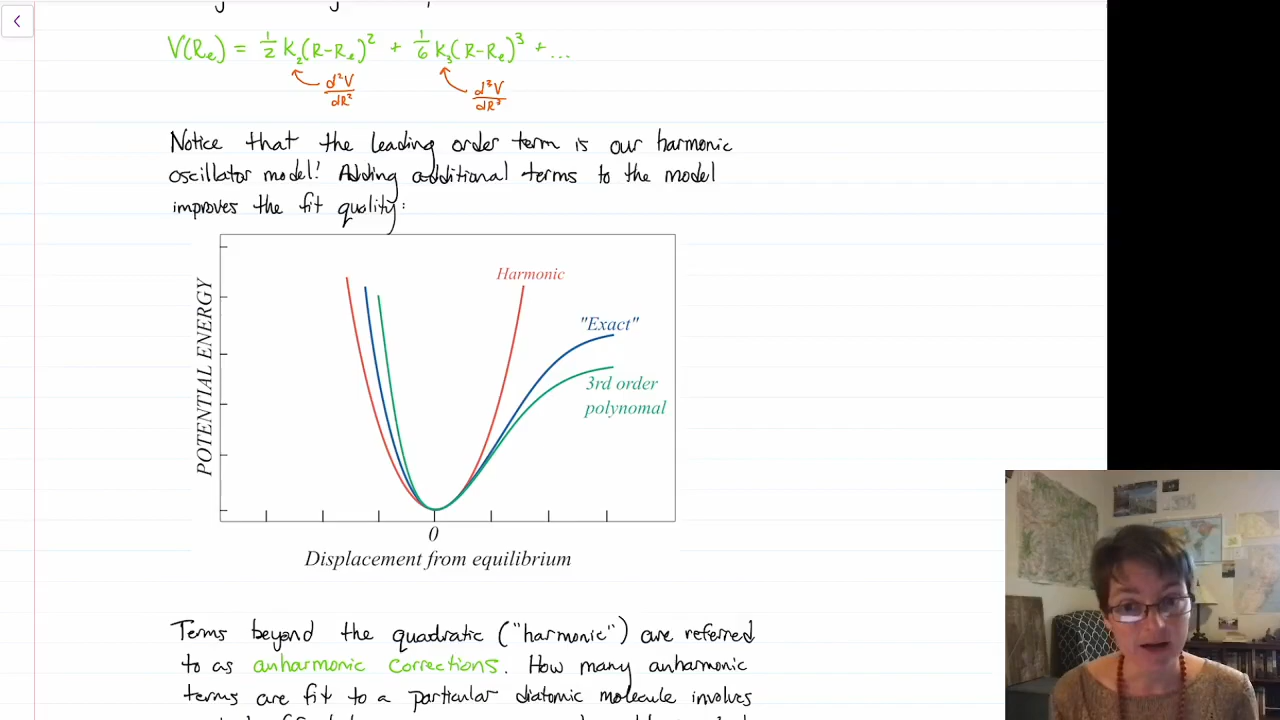 V(Rₑ) = 1/2 k₂(R-Rₑ)² + 1/6 k₃(R-Rₑ)³ + ...
d²V/dR² d³V/dR³
Notice that the leading order term is our harmonic
oscillator model! Adding additional terms to the model
improves the fit quality:
Harmonic
"Exact"
3rd order
polynomal
POTENTIAL ENERGY
0
Displacement from equilibrium
Terms beyond the quadratic ("harmonic") are referred
to as anharmonic corrections. How many anharmonic
terms are fit to a particular diatomic molecule involves